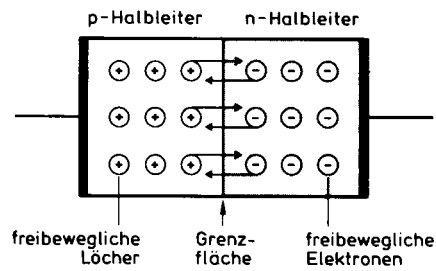 p-Halbleiter n-Halbleiter
+ + + − − −
+ + + − − −
+ + + − − −
freibewegliche
Löcher
Grenz-
fläche
freibewegliche
Elektronen